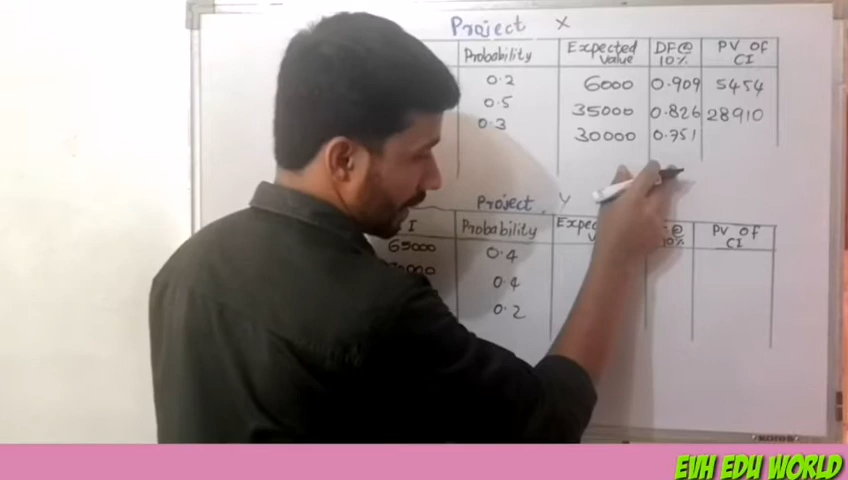 Project X
Probability Expected Value DF@ 10% PV of CI
0.2 6000 0.909 5454
0.5 35000 0.826 28910
0.3 30000 0.751
Project Y
I Probability 10% PV of CI
65000 0.4
0.4
0.2
EVH EDU WORLD